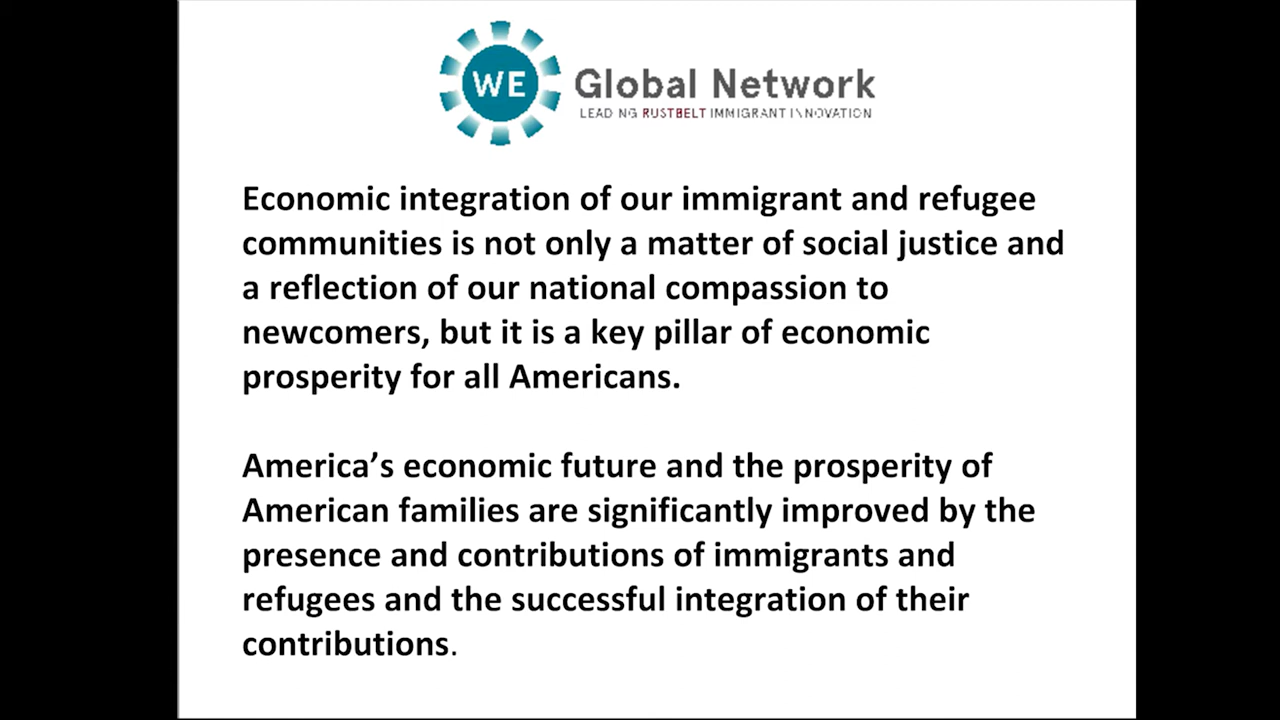 WE
Global Network
LEADING RUSTBELT IMMIGRANT INNOVATION
Economic integration of our immigrant and refugee
communities is not only a matter of social justice and
a reflection of our national compassion to
newcomers, but it is a key pillar of economic
prosperity for all Americans.
America’s economic future and the prosperity of
American families are significantly improved by the
presence and contributions of immigrants and
refugees and the successful integration of their
contributions.